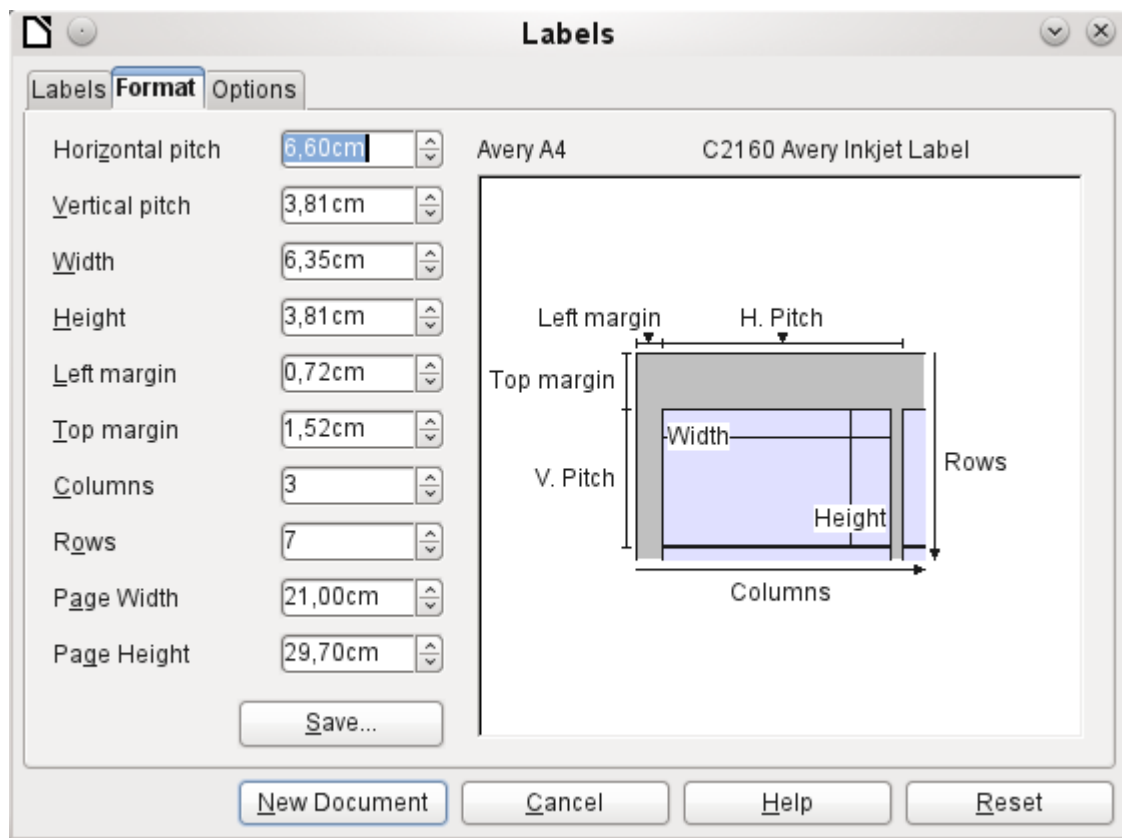 Labels
Labels Format Options
Horizontal pitch 6,60cm
Vertical pitch 3,81cm
Width 6,35cm
Height 3,81cm
Left margin 0,72cm
Top margin 1,52cm
Columns 3
Rows 7
Page Width 21,00cm
Page Height 29,70cm
Save...
Avery A4 C2160 Avery Inkjet Label
Left margin H. Pitch
Top margin
Width
V. Pitch
Rows
Height
Columns
New Document Cancel Help Reset